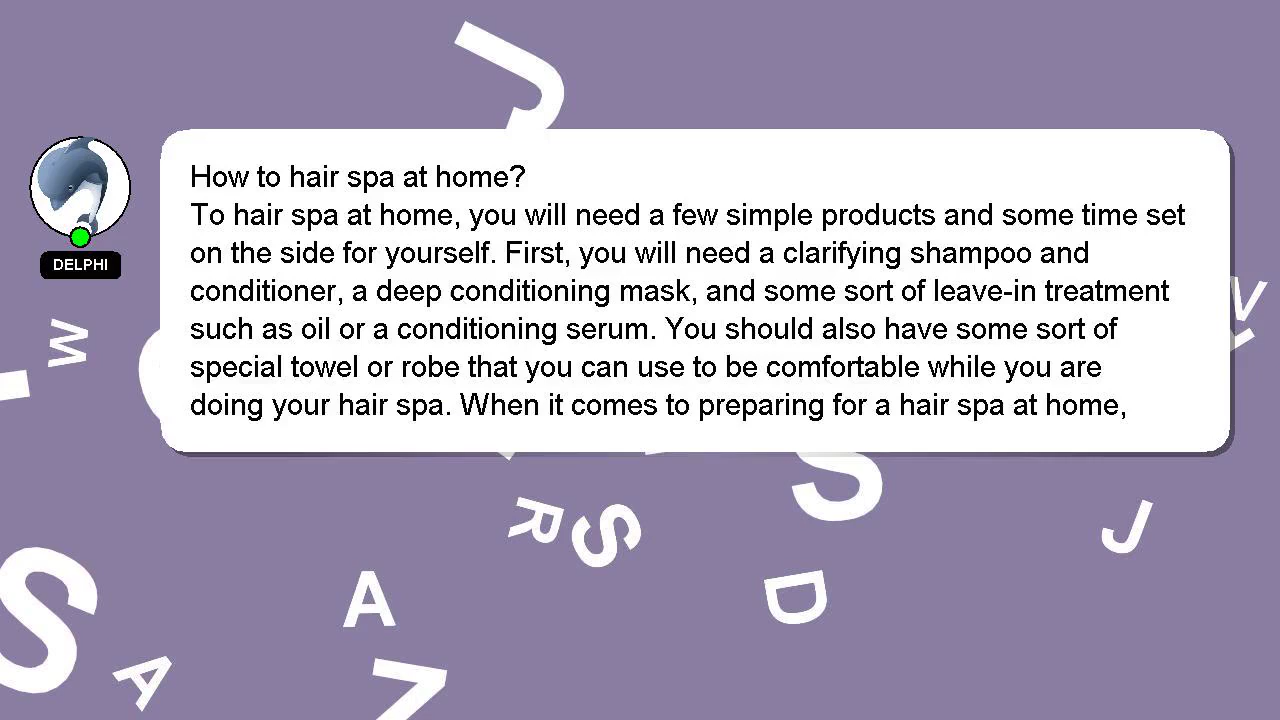 How to hair spa at home?
To hair spa at home, you will need a few simple products and some time set
on the side for yourself. First, you will need a clarifying shampoo and
conditioner, a deep conditioning mask, and some sort of leave-in treatment
such as oil or a conditioning serum. You should also have some sort of
special towel or robe that you can use to be comfortable while you are
doing your hair spa. When it comes to preparing for a hair spa at home,
DELPHI
J
W
V
S
R
S
J
D
A
S
A
Z